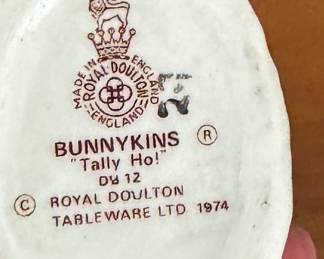 MADE IN ENGLAND
ROYAL DOULTON
ENGLAND
BUNNYKINS ®
"Tally Ho!"
DB 12
© ROYAL DOULTON
TABLEWARE LTD 1974